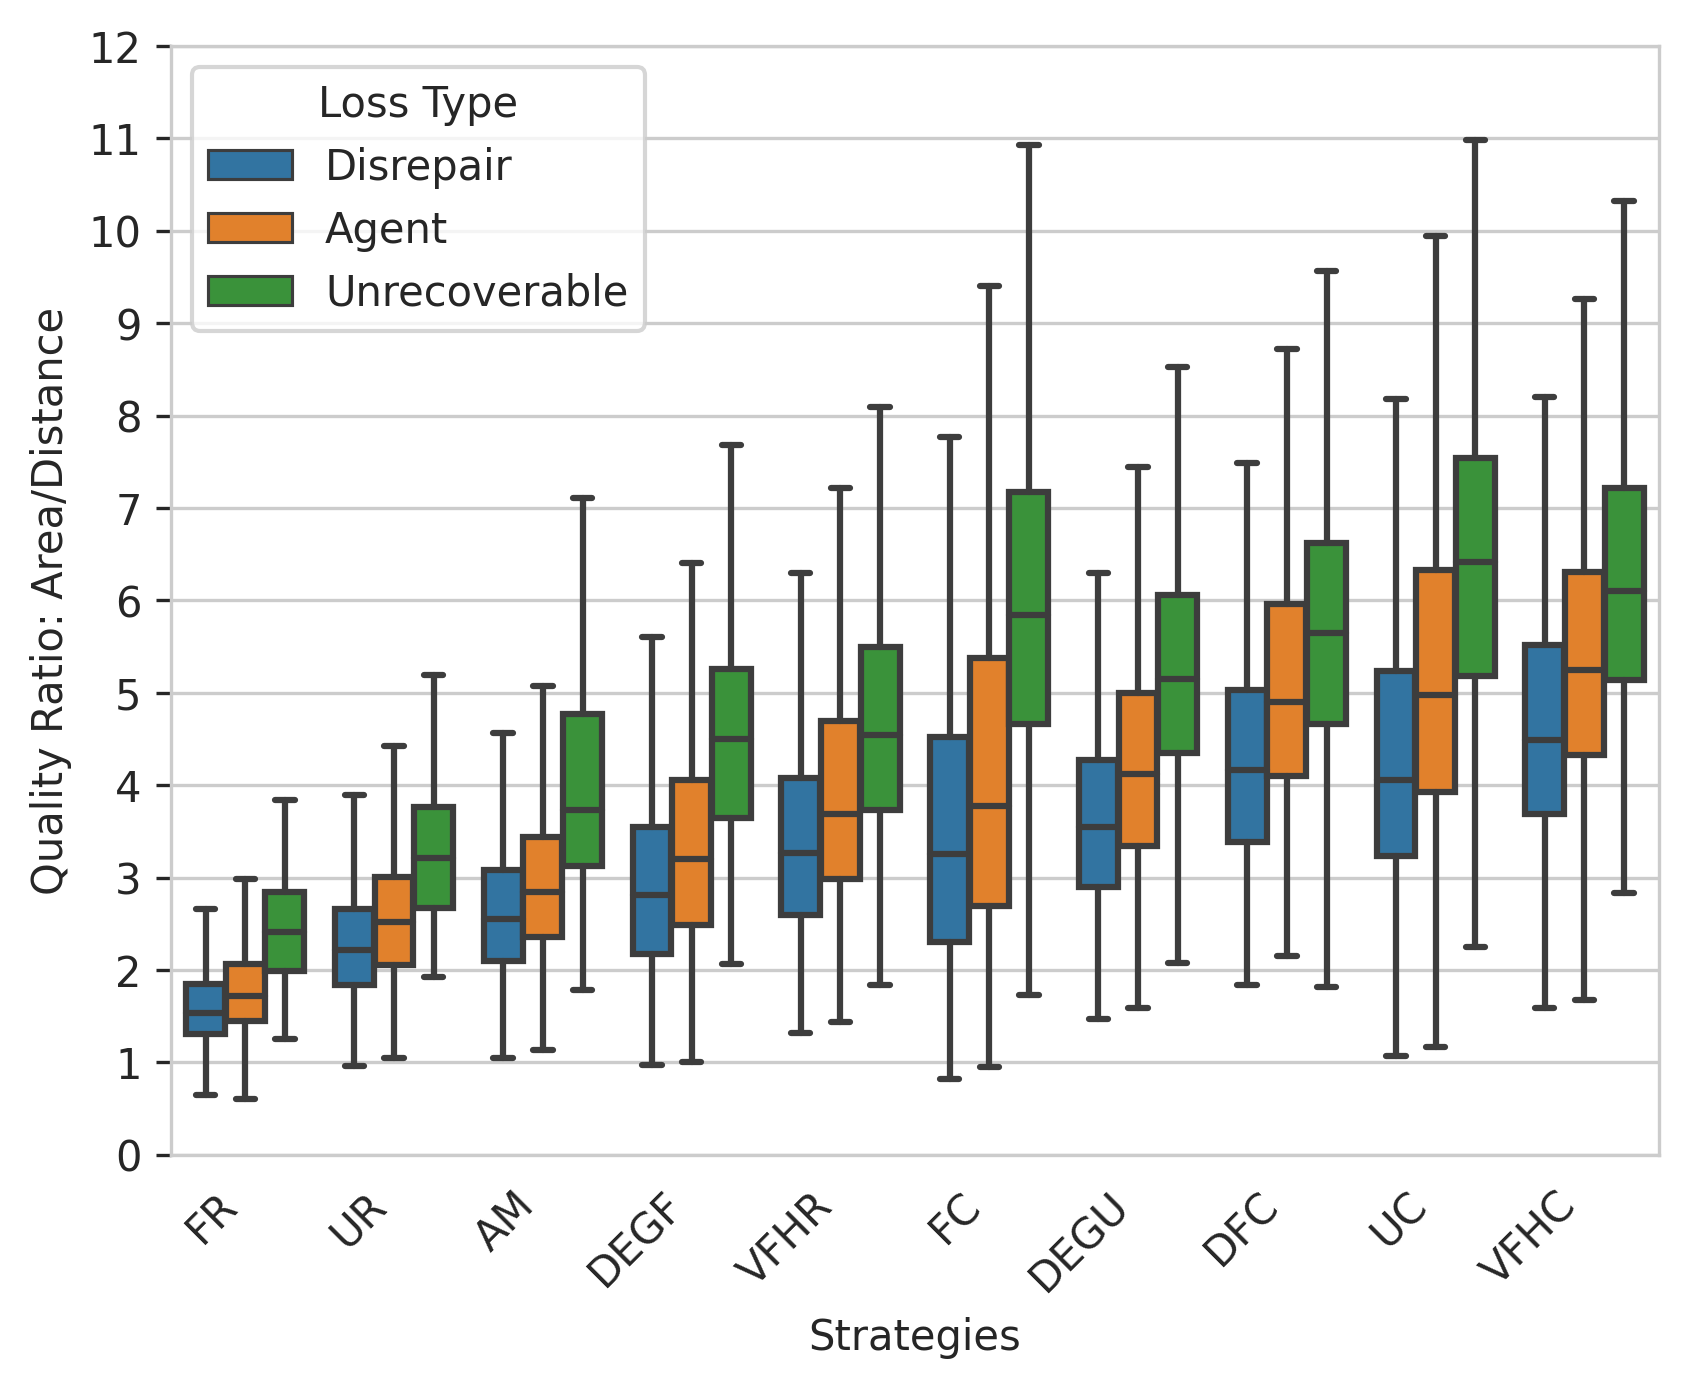 12
11
10
9
8
7
6
5
4
3
2
1
0
Quality Ratio: Area/Distance
Loss Type
Disrepair
Agent
Unrecoverable
FR
UR
AM
DEGF
VFHR
FC
DEGU
DFC
UC
VFHC
Strategies